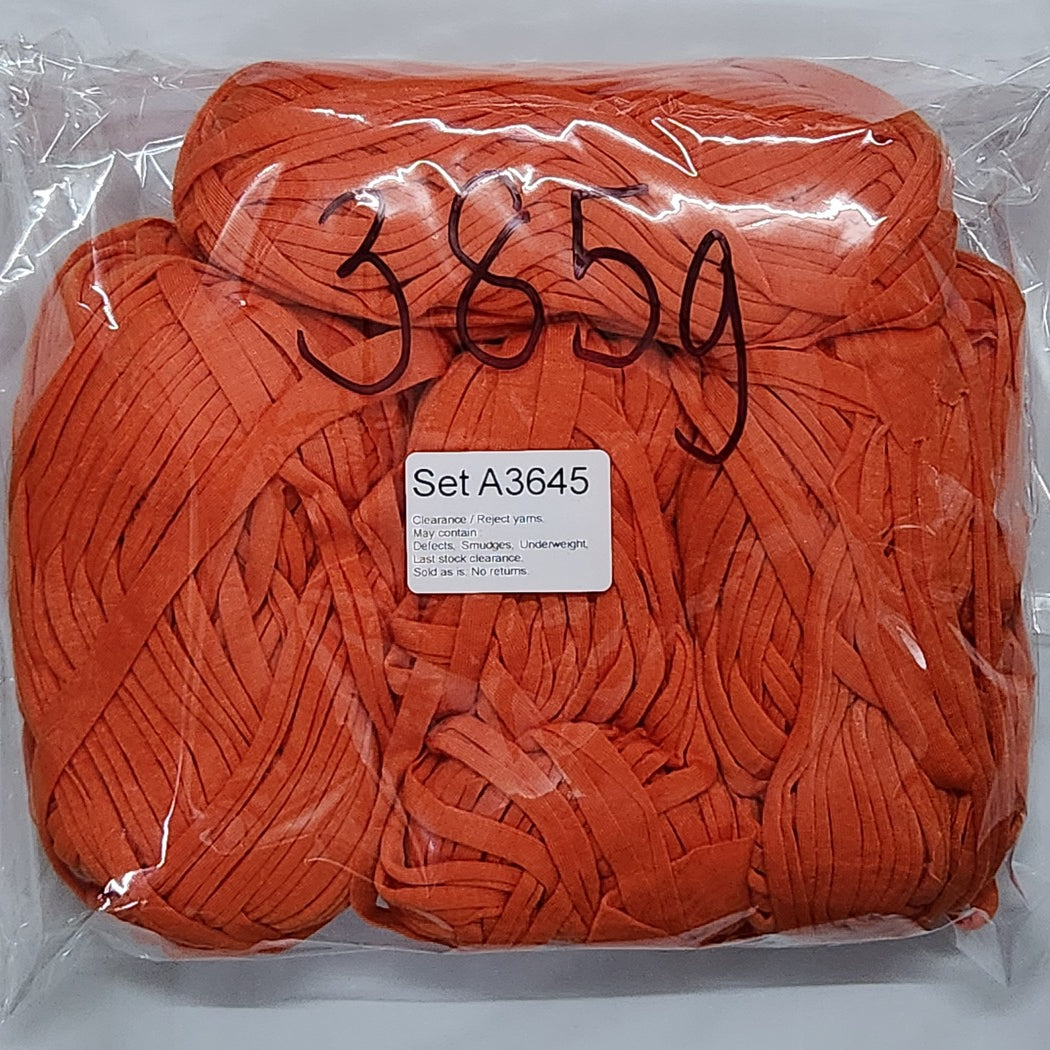 385g
Set A3645
Clearance / Reject yarns.
May contain :
Defects, Smudges, Underweight,
Last stock clearance.
Sold as is. No returns.